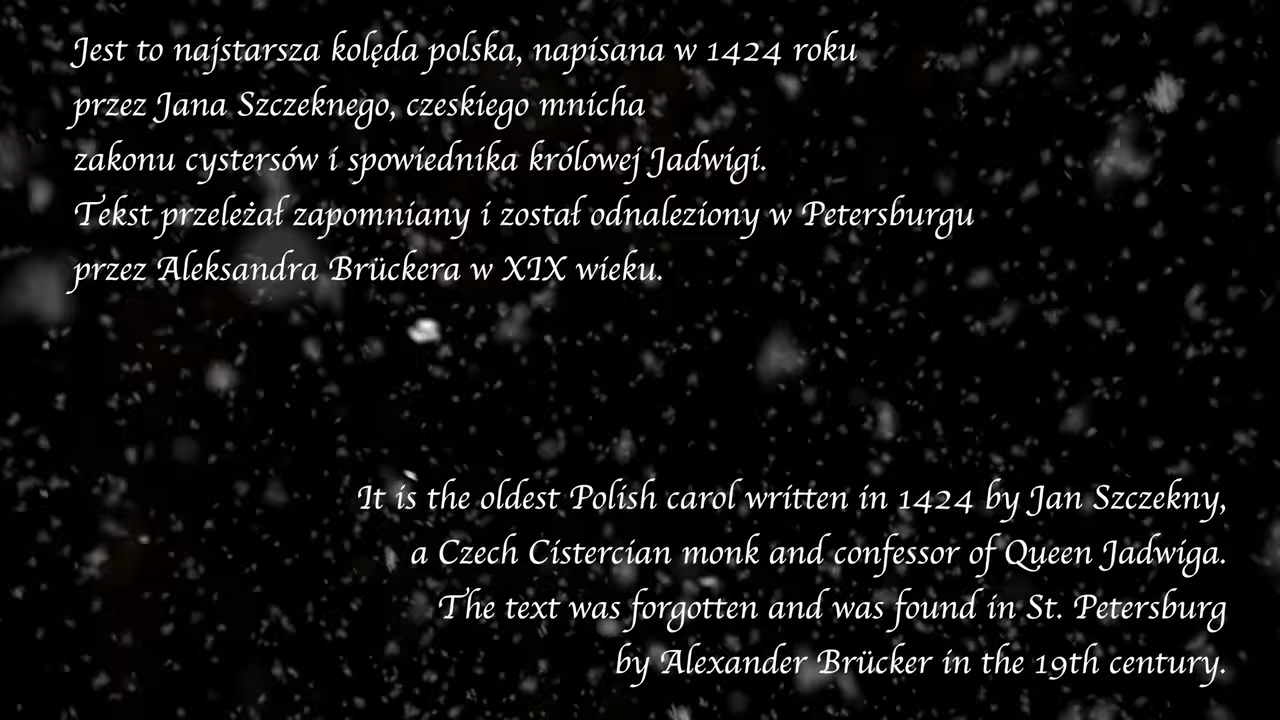 Jest to najstarsza kolęda polska, napisana w 1424 roku
przez Jana Szczeknego, czeskiego mnicha
zakonu cystersów i spowiednika królowej Jadwigi.
Tekst przeleżał zapomniany i został odnaleziony w Petersburgu
przez Aleksandra Brückera w XIX wieku.
It is the oldest Polish carol written in 1424 by Jan Szczekny,
a Czech Cistercian monk and confessor of Queen Jadwiga.
The text was forgotten and was found in St. Petersburg
by Alexander Brücker in the 19th century.